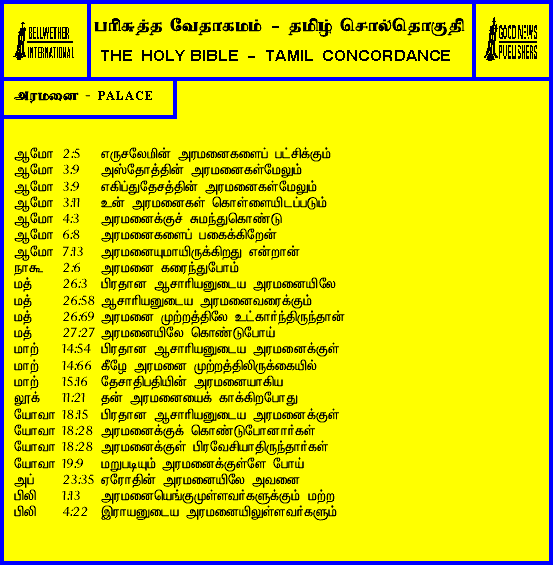 BELLWETHER
INTERNATIONAL
பரிசுத்த வேதாகமம் - தமிழ் சொல்தொகுதி
THE HOLY BIBLE - TAMIL CONCORDANCE
GOOD NEWS
PUBLISHERS
அரமனை - PALACE
ஆமோ 2:5 எருசலேமின் அரமனைகளைப் பட்சிக்கும்
ஆமோ 3:9 அஸ்தோத்தின் அரமனைகள்மேலும்
ஆமோ 3:9 எகிப்துதேசத்தின் அரமனைகள்மேலும்
ஆமோ 3:11 உன் அரமனைகள் கொள்ளையிடப்படும்
ஆமோ 4:3 அரமனைக்குச் சுமந்துகொண்டு
ஆமோ 6:8 அரமனைகளைப் பகைக்கிறேன்
ஆமோ 7:13 அரமனையுமாயிருக்கிறது என்றான்
நாகூ 2:6 அரமனை கரைந்துபோம்
மத் 26:3 பிரதான ஆசாரியனுடைய அரமனையிலே
மத் 26:58 ஆசாரியனுடைய அரமனைவரைக்கும்
மத் 26:69 அரமனை முற்றத்திலே உட்கார்ந்திருந்தான்
மத் 27:27 அரமனையிலே கொண்டுபோய்
மாற் 14:54 பிரதான ஆசாரியனுடைய அரமனைக்குள்
மாற் 14:66 கீழே அரமனை முற்றத்திலிருக்கையில்
மாற் 15:16 தேசாதிபதியின் அரமனையாகிய
லூக் 11:21 தன் அரமனையைக் காக்கிறபோது
யோவா 18:15 பிரதான ஆசாரியனுடைய அரமனைக்குள்
யோவா 18:28 அரமனைக்குக் கொண்டுபோனார்கள்
யோவா 18:28 அரமனைக்குள் பிரவேசியாதிருந்தார்கள்
யோவா 19:9 மறுபடியும் அரமனைக்குள்ளே போய்
அப் 23:35 ஏரோதின் அரமனையிலே அவனை
பிலி 1:13 அரமனையெங்குமுள்ளவர்களுக்கும் மற்ற
பிலி 4:22 இராயனுடைய அரமனையிலுள்ளவர்களும்